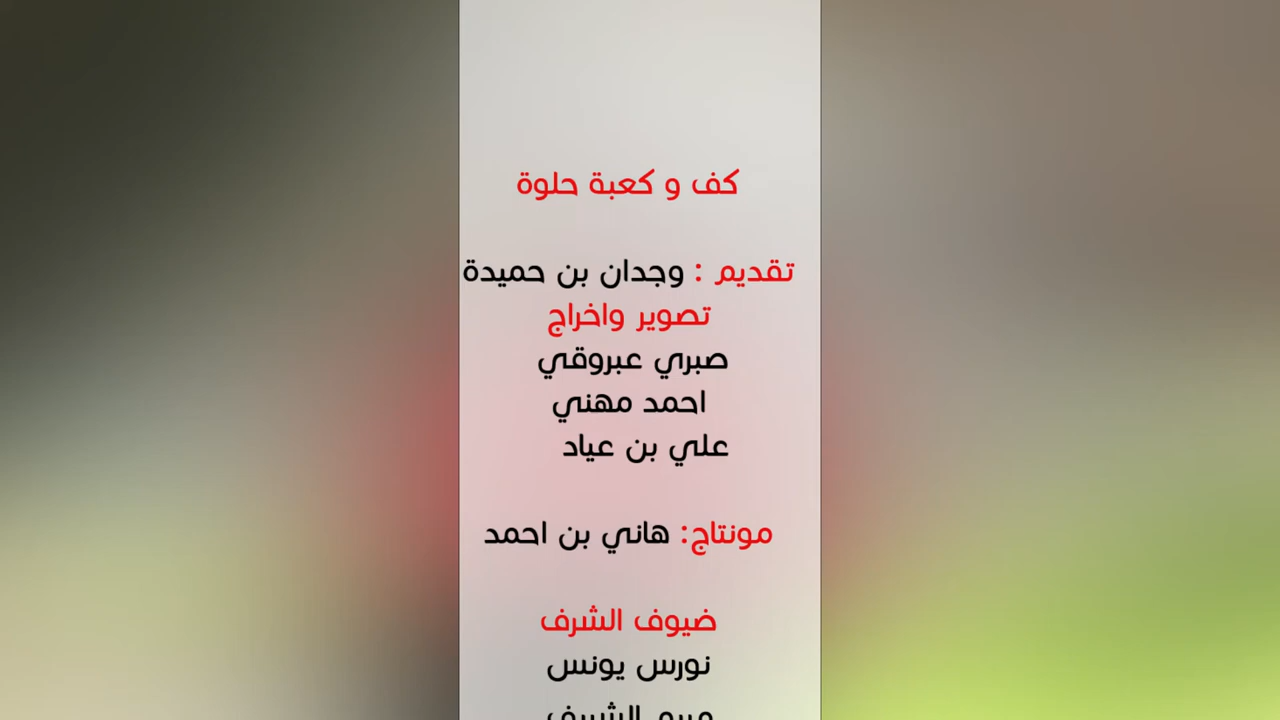 كف و كعبة حلوة
تقديم : وجدان بن حميدة
تصوير واخراج
صبري عبروقي
احمد مهني
علي بن عياد
مونتاج: هاني بن احمد
ضيوف الشرف
نورس يونس